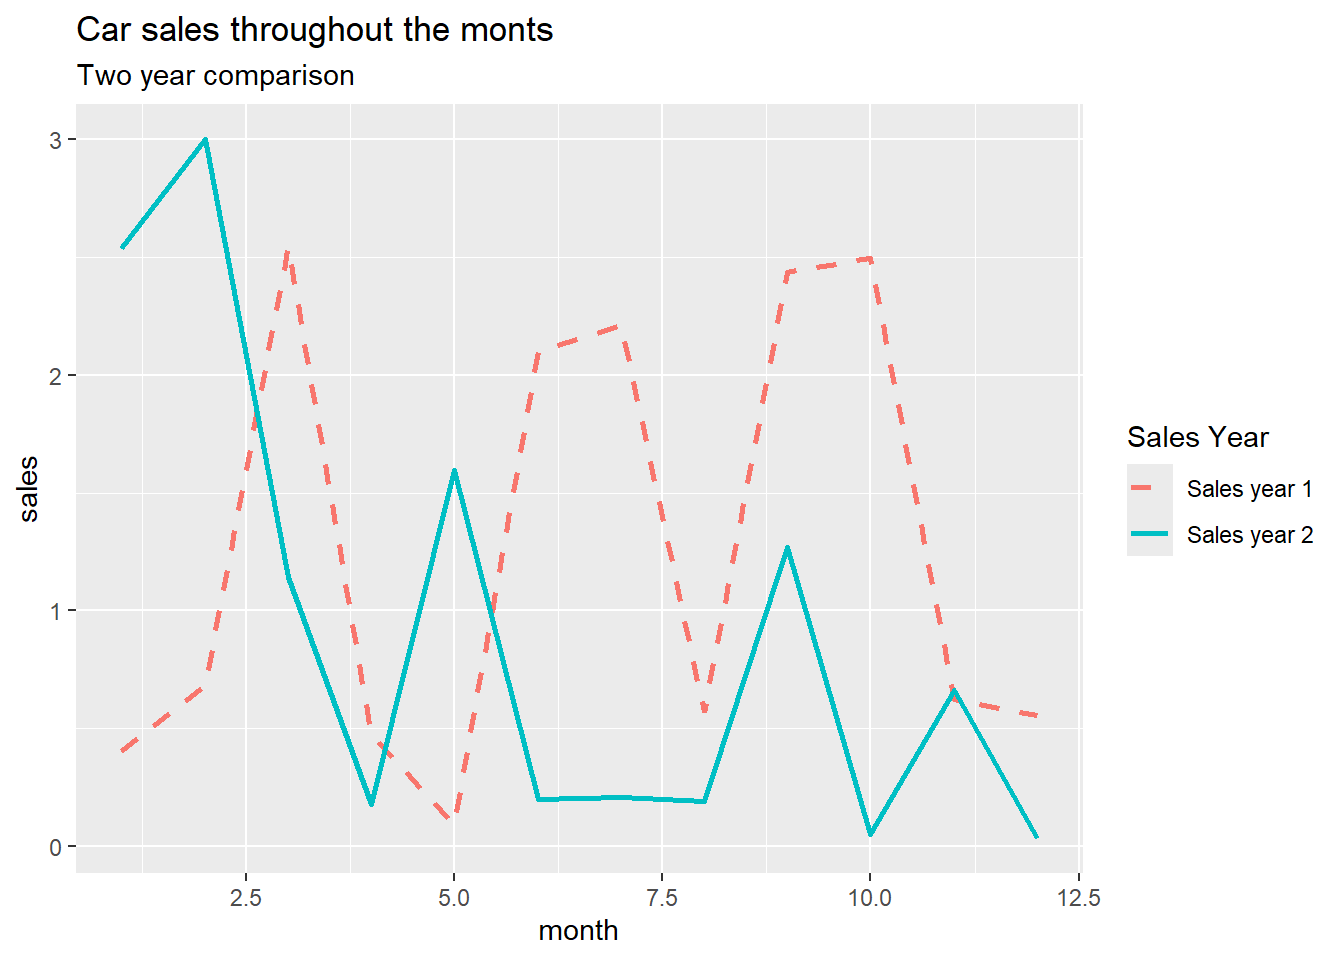 Car sales throughout the monts
Two year comparison
3
2
1
0
sales
2.5 5.0 7.5 10.0 12.5
month
Sales Year
Sales year 1
Sales year 2